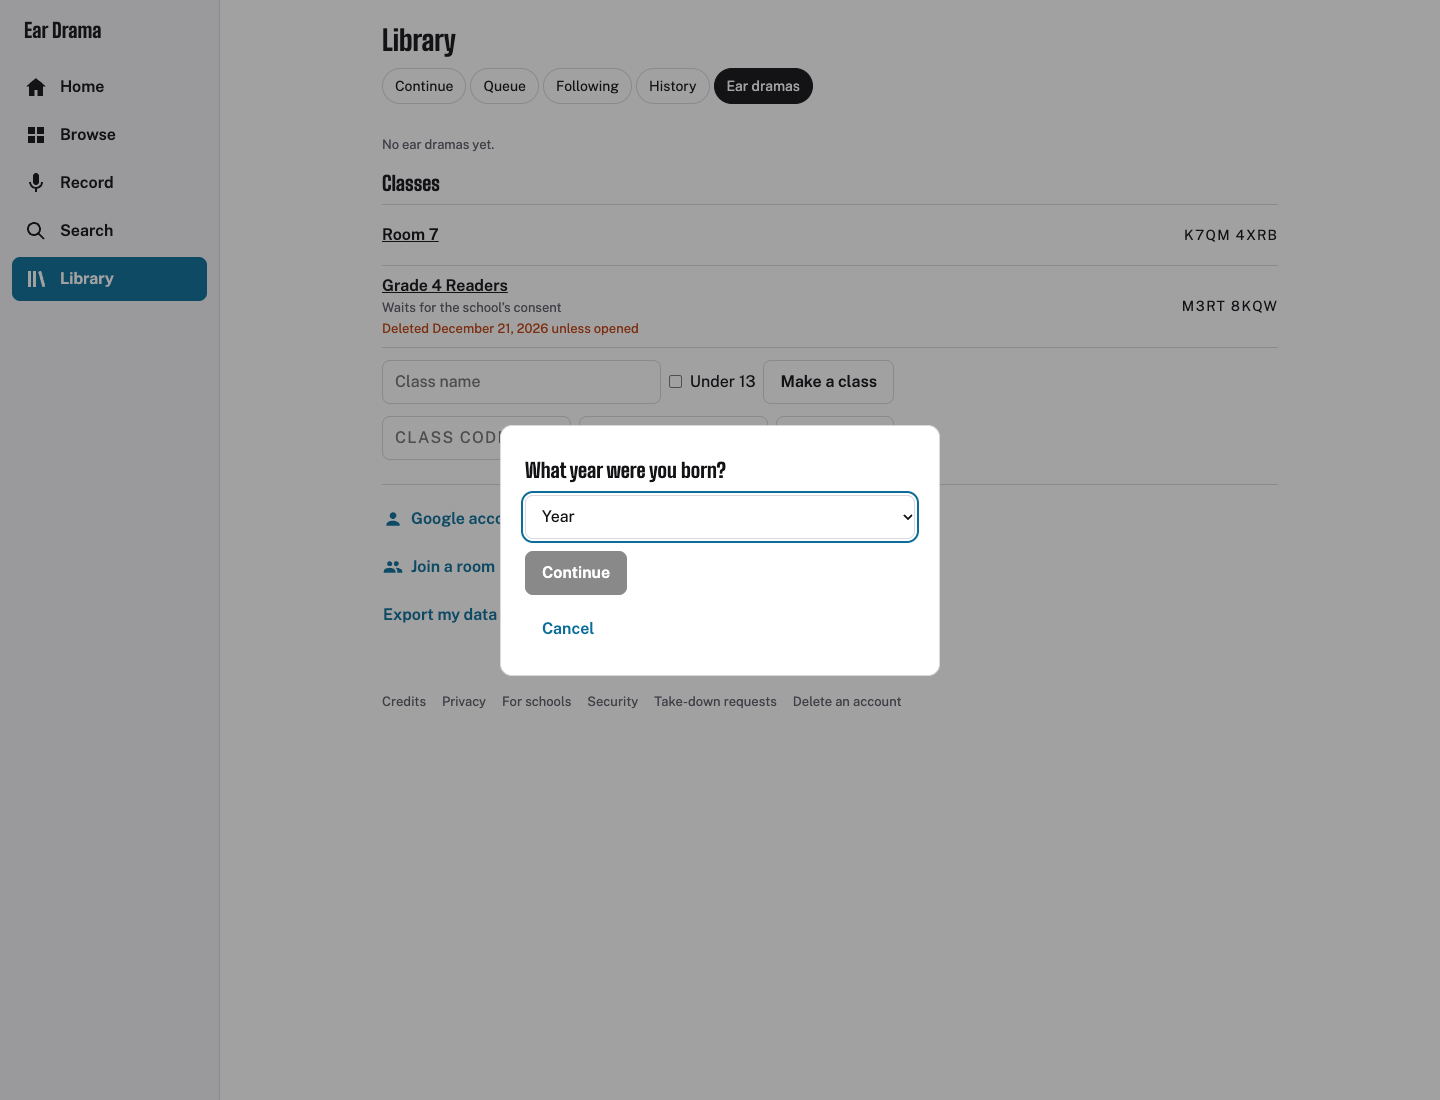 Ear Drama
Home
Browse
Record
Search
Library
Library
Continue
Queue
Following
History
Ear dramas
No ear dramas yet.
Classes
Room 7
K7QM 4XRB
Grade 4 Readers
Waits for the school's consent
Deleted December 21, 2026 unless opened
M3RT 8KQW
Class name
Under 13
Make a class
CLASS
What year were you born?
Year
Continue
Cancel
Google
Join a room
Export my data
Credits
Privacy
For schools
Security
Take-down requests
Delete an account